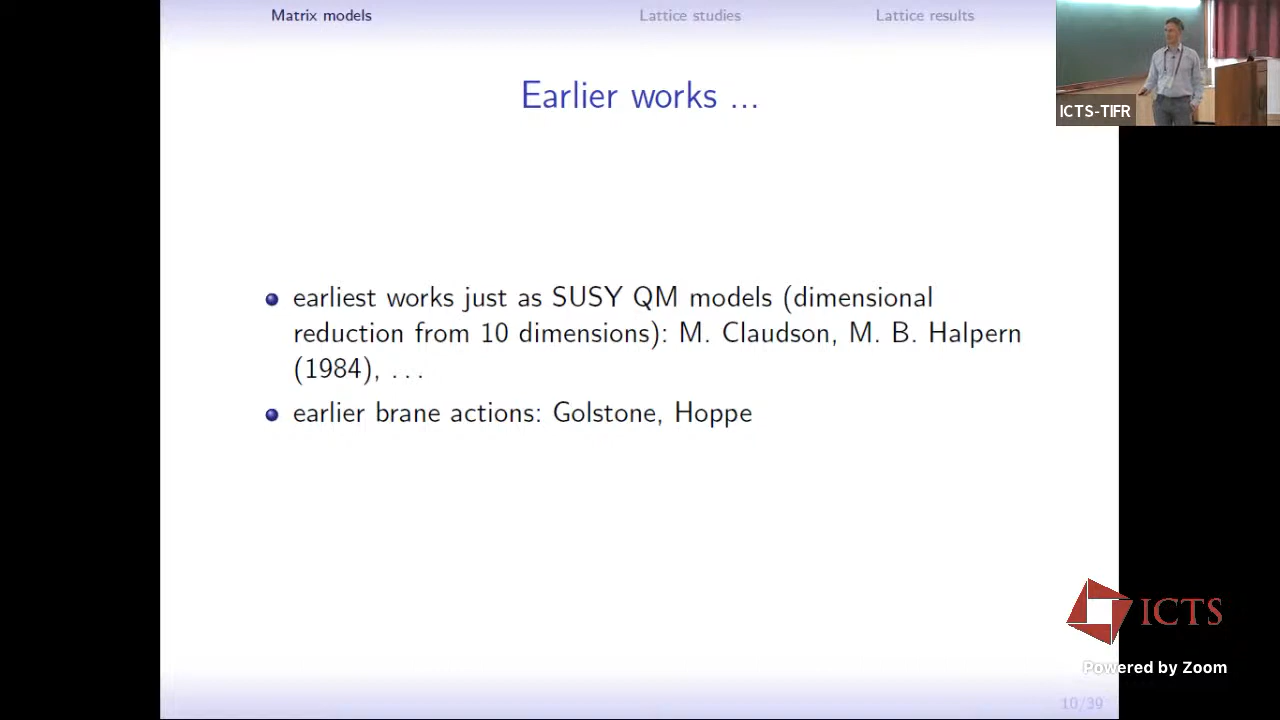 Matrix models
Lattice studies
Lattice results
ICTS-TIFR
Earlier works ...
earliest works just as SUSY QM models (dimensional
reduction from 10 dimensions): M. Claudson, M. B. Halpern
(1984), ...
earlier brane actions: Golstone, Hoppe
ICTS
Powered by Zoom
10/39